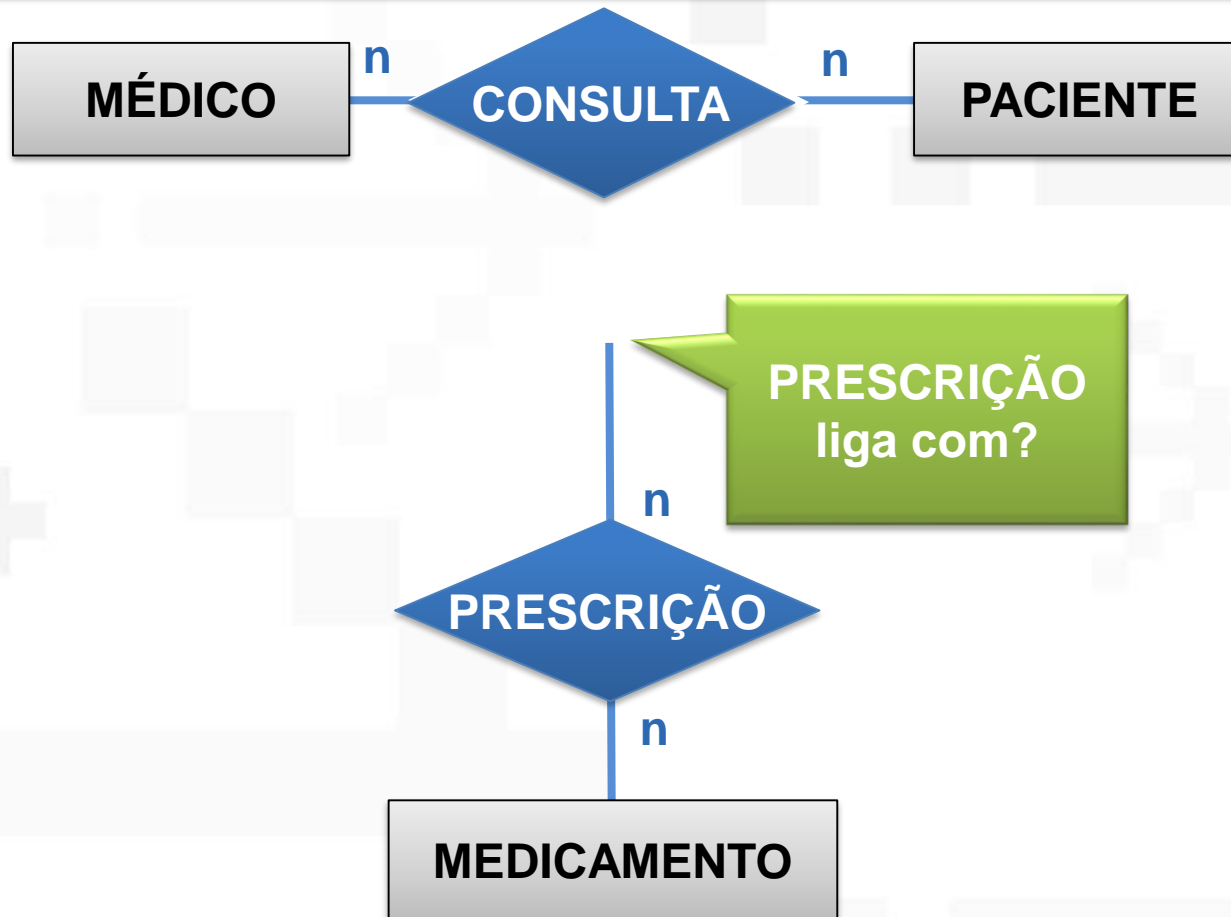 n
n
MÉDICO
CONSULTA
PACIENTE
PRESCRIÇÃO
liga com?
n
PRESCRIÇÃO
n
MEDICAMENTO